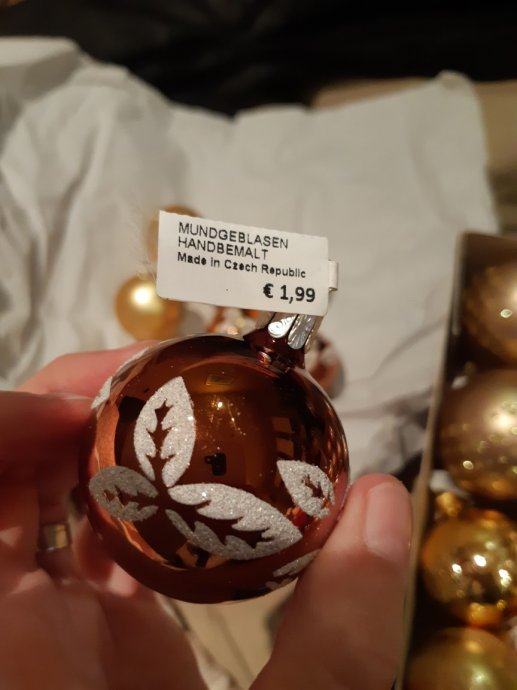 MUNDGEBLASEN
HANDBEMALT
Made in Czech Republic
€ 1,99